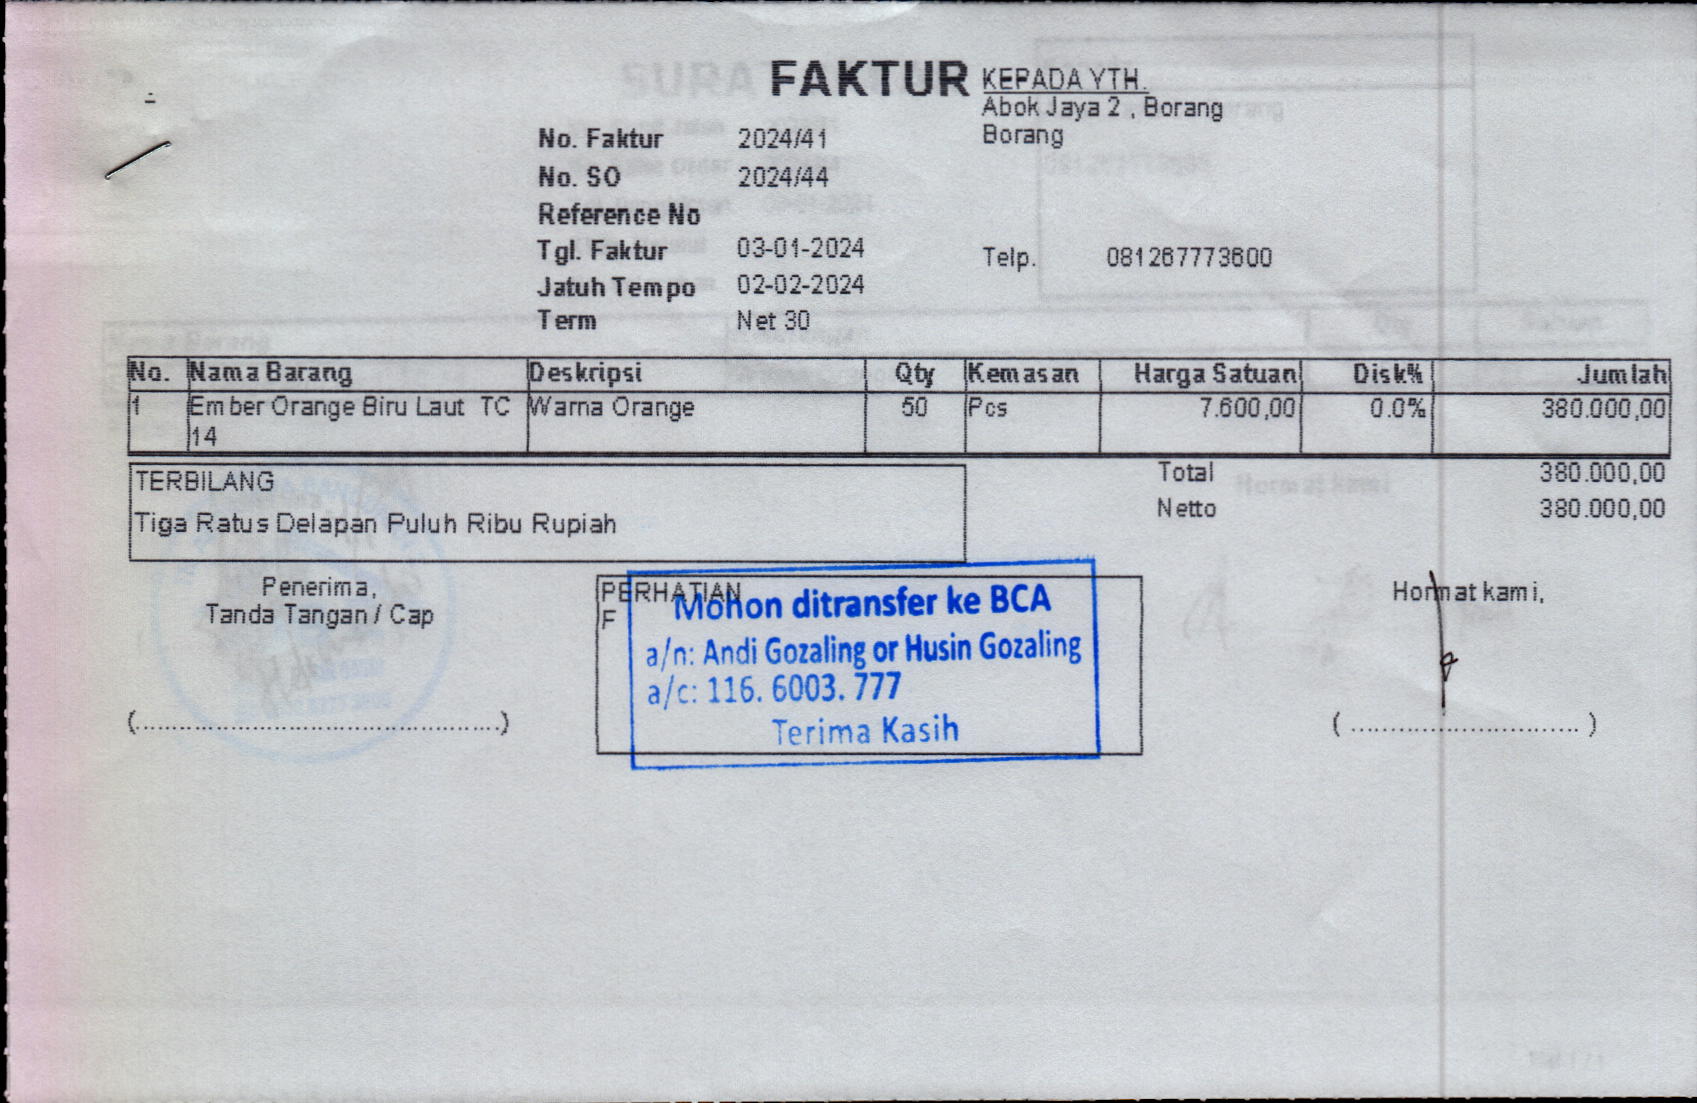 FAKTUR
KEPADA YTH.
Abok Jaya 2 , Borang
Borang
No. Faktur 2024/41
No. SO 2024/44
Reference No
Tgl. Faktur 03-01-2024
Telp. 081267773600
Jatuh Tempo 02-02-2024
Term Net 30
No. Nama Barang Deskripsi Qty Kemasan Harga Satuan Disk% Jumlah
1 Ember Orange Biru Laut TC Warna Orange 50 Pcs 7.600,00 0.0% 380.000,00
14
TERBILANG
Tiga Ratus Delapan Puluh Ribu Rupiah
Total 380.000,00
Netto 380.000,00
Penerima,
Tanda Tangan / Cap
(............................................)
PERHATIAN
F
Mohon ditransfer ke BCA
a/n: Andi Gozaling or Husin Gozaling
a/c: 116. 6003. 777
Terima Kasih
Hormat kami,
( ............................ )